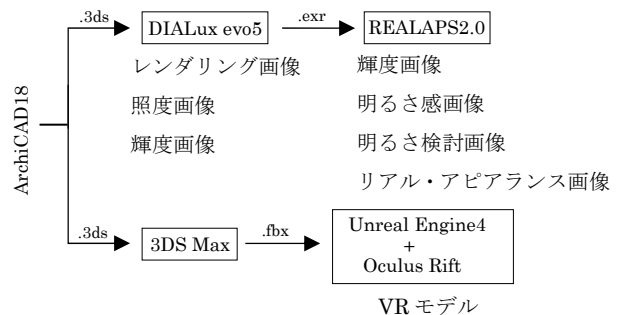 .3ds
DIALux evo5
.exr
REALAPS2.0
レンダリング画像
照度画像
輝度画像
輝度画像
明るさ感画像
明るさ検討画像
リアル・アピアランス画像
ArchiCAD18
.3ds
3DS Max
.fbx
Unreal Engine4
+
Oculus Rift
VR モデル